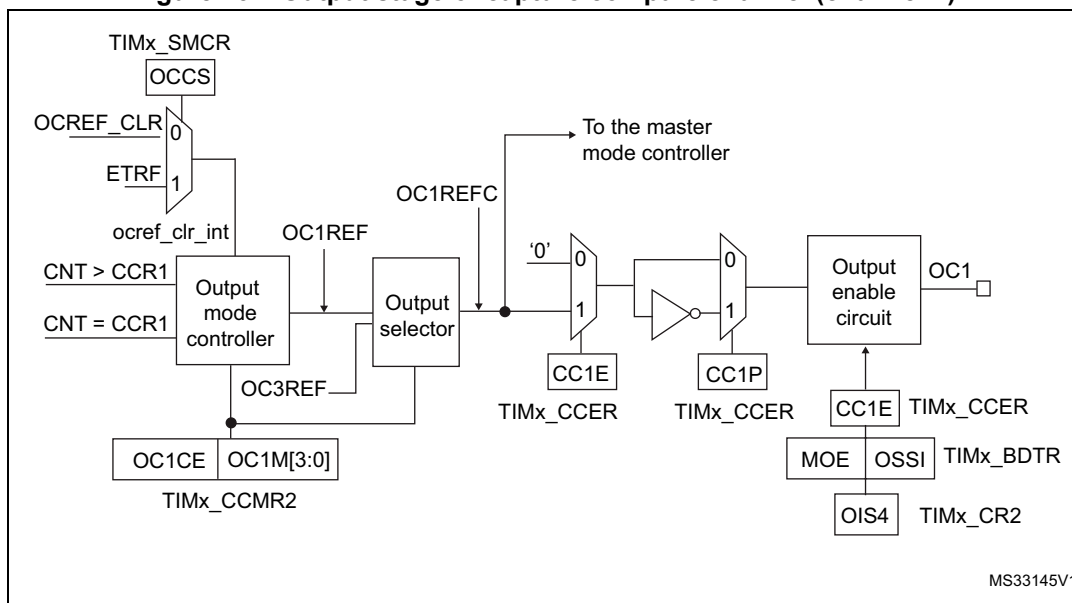 TIMx_SMCR
OCCS
OCREF_CLR
0
ETRF
1
ocref_clr_int
To the master
mode controller
OC1REFC
OC1REF
CNT > CCR1
CNT = CCR1
Output
mode
controller
Output
selector
OC3REF
'0'
0
1
0
1
Output
enable
circuit
OC1
CC1E
TIMx_CCER
CC1P
TIMx_CCER
CC1E
TIMx_CCER
MOE
OSSI
TIMx_BDTR
OIS4
TIMx_CR2
OC1CE
OC1M[3:0]
TIMx_CCMR2
MS33145V1